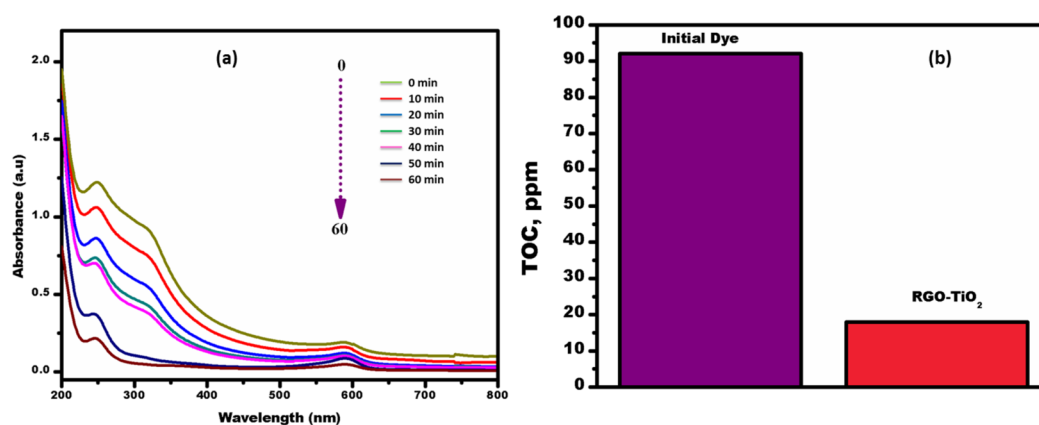 (a)
0
60
0 min
10 min
20 min
30 min
40 min
50 min
60 min
2.0
1.5
1.0
0.5
0.0
Absorbance (a.u)
200 300 400 500 600 700 800
Wavelength (nm)
(b)
Initial Dye
RGO-TiO₂
100
90
80
70
60
50
40
30
20
10
0
TOC, ppm